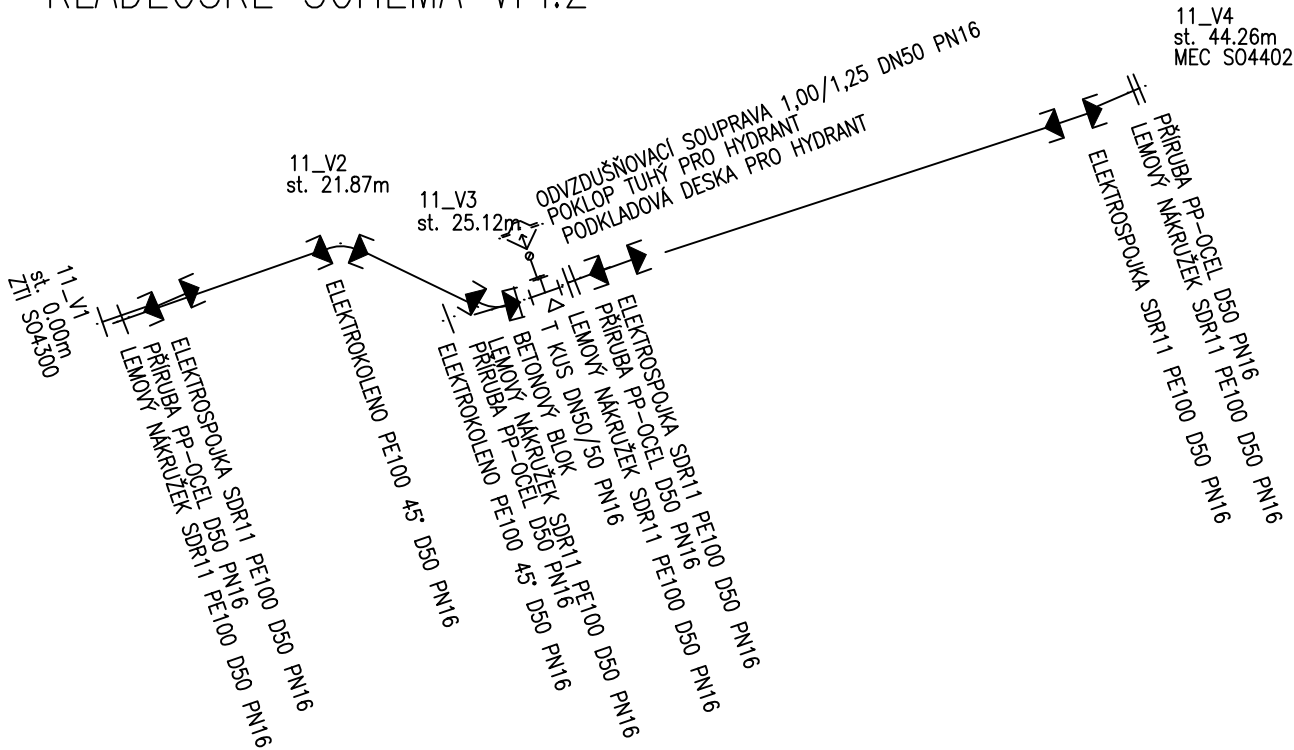 KLADEČSKÉ SCHÉMA V14.2
11_V4
st. 44.26m
MEC SO4402
ODVZDUŠŇOVACÍ SOUPRAVA 1,00/1,25 DN50 PN16
POKLOP TUHÝ PRO HYDRANT
PODKLADOVÁ DESKA PRO HYDRANT
11_V2
st. 21.87m
11_V3
st. 25.12m
11_V1
st. 0.00m
ZTI SO4300
ELEKTROSPOJKA SDR11 PE100 D50 PN16
PŘÍRUBA PP-OCEL D50 PN16
LEMOVÝ NÁKRUŽEK SDR11 PE100 D50 PN16
ELEKTROKOLENO PE100 45° D50 PN16
BETONOVÝ BLOK
LEMOVÝ NÁKRUŽEK SDR11 PE100 D50 PN16
PŘÍRUBA PP-OCEL D50 PN16
ELEKTROKOLENO PE100 45° D50 PN16
T KUS DN50/50 PN16
ELEKTROSPOJKA SDR11 PE100 D50 PN16
PŘÍRUBA PP-OCEL D50 PN16
LEMOVÝ NÁKRUŽEK SDR11 PE100 D50 PN16
PŘÍRUBA PP-OCEL D50 PN16
LEMOVÝ NÁKRUŽEK SDR11 PE100 D50 PN16
ELEKTROSPOJKA SDR11 PE100 D50 PN16